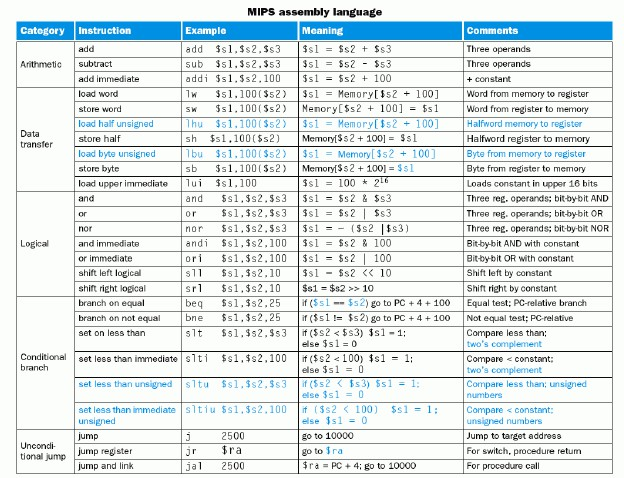 MIPS assembly language
Category Instruction Example Meaning Comments
Arithmetic
add add $s1,$s2,$s3 $s1 = $s2 + $s3 Three operands
subtract sub $s1,$s2,$s3 $s1 = $s2 - $s3 Three operands
add immediate addi $s1,$s2,100 $s1 = $s2 + 100 + constant
Data transfer
load word lw $s1,100($s2) $s1 = Memory[$s2 + 100] Word from memory to register
store word sw $s1,100($s2) Memory[$s2 + 100] = $s1 Word from register to memory
load half unsigned lhu $s1,100($s2) $s1 = Memory[$s2 + 100] Halfword memory to register
store half sh $s1,100($s2) Memory[$s2 + 100] = $s1 Halfword register to memory
load byte unsigned lbu $s1,100($s2) $s1 = Memory[$s2 + 100] Byte from memory to register
store byte sb $s1,100($s2) Memory[$s2 + 100] = $s1 Byte from register to memory
load upper immediate lui $s1,100 $s1 = 100 * 2^16 Loads constant in upper 16 bits
Logical
and and $s1,$s2,$s3 $s1 = $s2 & $s3 Three reg. operands; bit-by-bit AND
or or $s1,$s2,$s3 $s1 = $s2 | $s3 Three reg. operands; bit-by-bit OR
nor nor $s1,$s2,$s3 $s1 = ~ ($s2 |$s3) Three reg. operands; bit-by-bit NOR
and immediate andi $s1,$s2,100 $s1 = $s2 & 100 Bit-by-bit AND with constant
or immediate ori $s1,$s2,100 $s1 = $s2 | 100 Bit-by-bit OR with constant
shift left logical sll $s1,$s2,10 $s1 = $s2 << 10 Shift left by constant
shift right logical srl $s1,$s2,10 $s1 = $s2 >> 10 Shift right by constant
Conditional branch
branch on equal beq $s1,$s2,25 if ($s1 == $s2) go to PC + 4 + 100 Equal test; PC-relative branch
branch on not equal bne $s1,$s2,25 if ($s1 != $s2) go to PC + 4 + 100 Not equal test; PC-relative
set on less than slt $s1,$s2,$s3 if ($s2 < $s3) $s1 = 1; Compare less than;
else $s1 = 0 two's complement
set less than immediate slti $s1,$s2,100 if ($s2 < 100) $s1 = 1; Compare < constant;
else $s1 = 0 two's complement
set less than unsigned sltu $s1,$s2,$s3 if ($s2 < $s3) $s1 = 1; Compare less than; unsigned
else $s1 = 0 numbers
set less than immediate sltiu $s1,$s2,100 if ($s2 < 100) $s1 = 1; Compare < constant;
unsigned else $s1 = 0 unsigned numbers
Uncondi-
tional jump
jump j 2500 go to 10000 Jump to target address
jump register jr $ra go to $ra For switch, procedure return
jump and link jal 2500 $ra = PC + 4; go to 10000 For procedure call